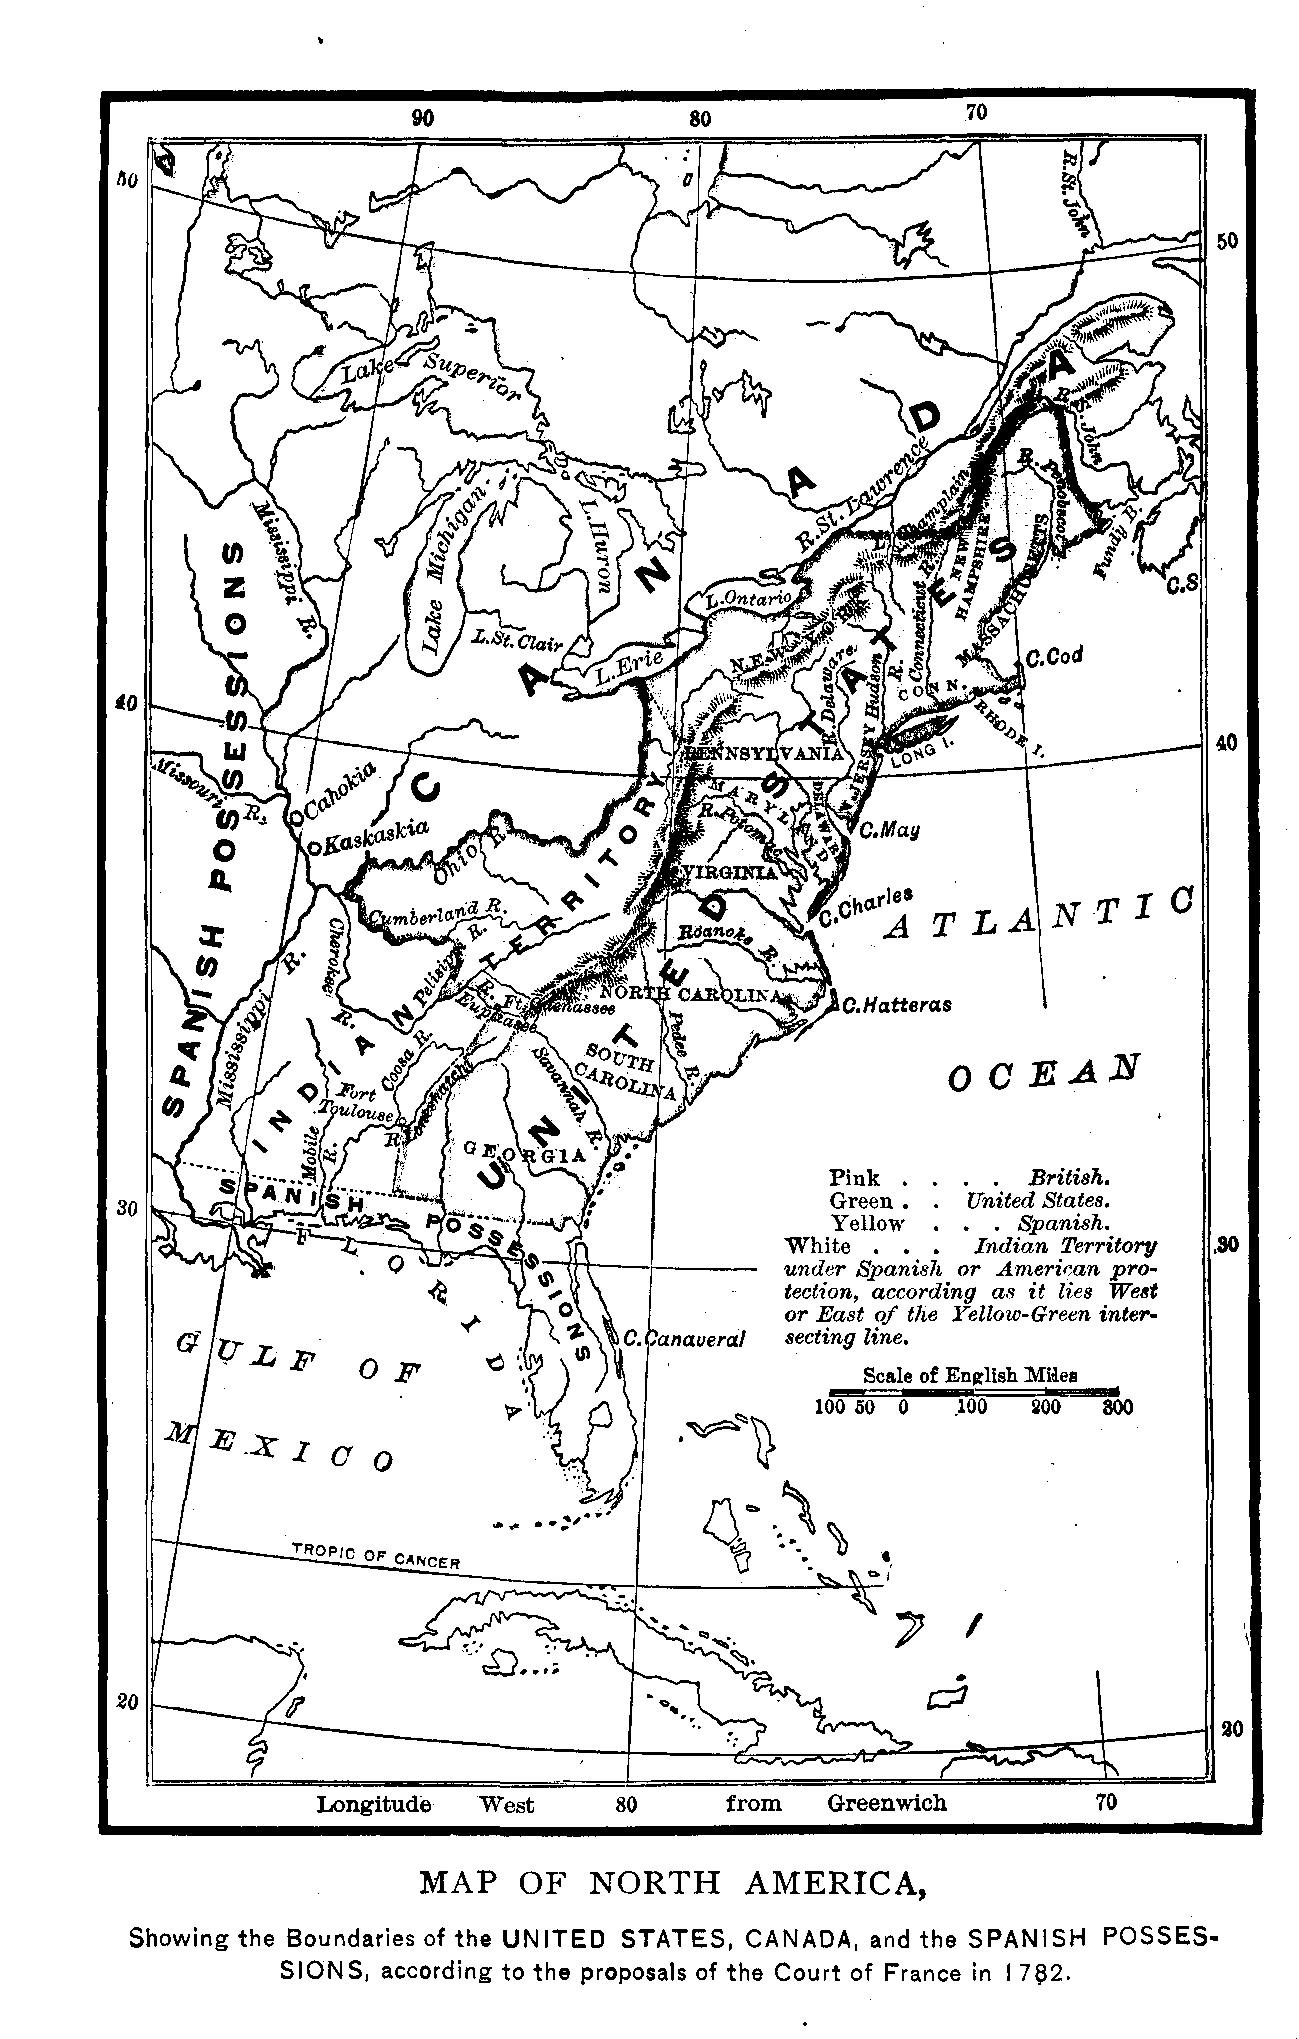 90 80 70
50
50
R. St. John
Lake Superior
CANADA
R. St. Lawrence
L. Champlain
R. St. John
R. Penobscot
Fundy B.
C.S
Mississippi R.
Lake Michigan
L. Huron
L. St. Clair
L. Ontario
L. Erie
SPANISH POSSESSIONS
NEW YORK
NEW HAMPSHIRE
MASSACHUSETTS
Connecticut R.
CONN.
RHODE I.
C. Cod
R. Delaware
Hudson R.
LONG I.
N. JERSEY
PENNSYLVANIA
40
40
Missouri R.
Cahokia
Kaskaskia
Ohio R.
MARYLAND
DELAWARE
R. Potomac
C. May
VIRGINIA
C. Charles
UNITED STATES
INDIAN TERRITORY
Cumberland R.
Cherokee R.
Pelisipi R.
Roanoke R.
NORTH CAROLINA
C. Hatteras
R. Euphasee
Ft. Tenassee
Mississippi R.
Coosa R.
Fort Toulouse
Mobile R.
Pedee R.
SOUTH CAROLINA
Savannah R.
GEORGIA
ATLANTIC
OCEAN
30
30
SPANISH POSSESSIONS
FLORIDA
C. Canaveral
GULF OF
MEXICO
Pink . . . . British.
Green . . United States.
Yellow . . . Spanish.
White . . . Indian Territory
under Spanish or American pro-
tection, according as it lies West
or East of the Yellow-Green inter-
secting line.
Scale of English Miles
100 50 0 100 200 300
TROPIC OF CANCER
20
20
Longitude West 80 from Greenwich 70
MAP OF NORTH AMERICA,
Showing the Boundaries of the UNITED STATES, CANADA, and the SPANISH POSSES-
SIONS, according to the proposals of the Court of France in 1782.